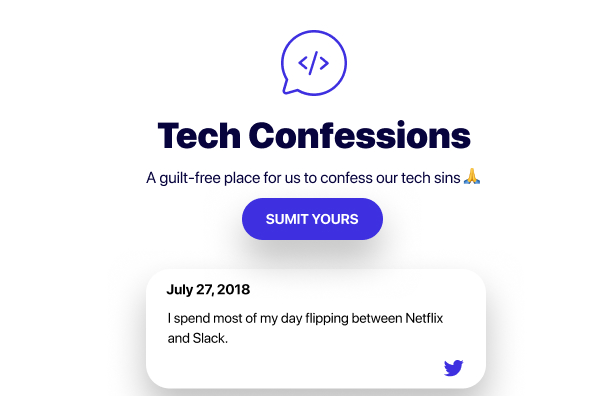 </>
Tech Confessions
A guilt-free place for us to confess our tech sins 🙏
SUMIT YOURS
July 27, 2018
I spend most of my day flipping between Netflix
and Slack.